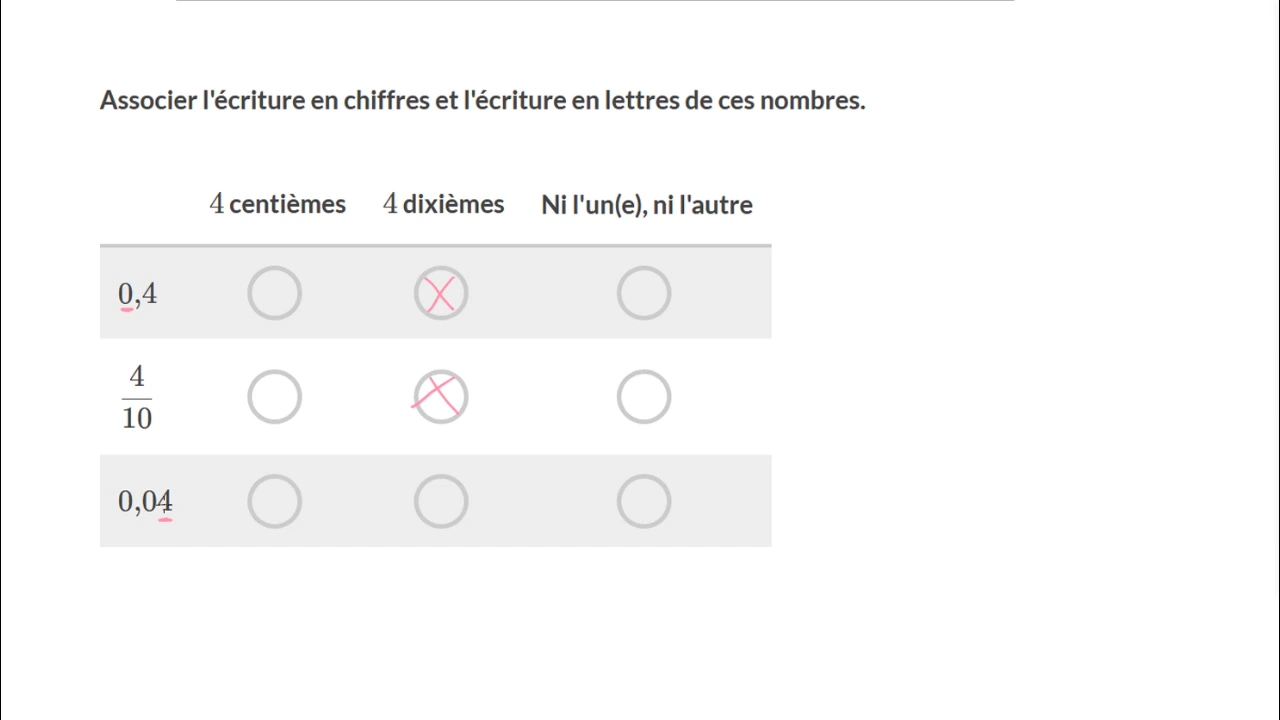 Associer l'écriture en chiffres et l'écriture en lettres de ces nombres.
4 centièmes 4 dixièmes Ni l'un(e), ni l'autre
0,4
4
10
0,04